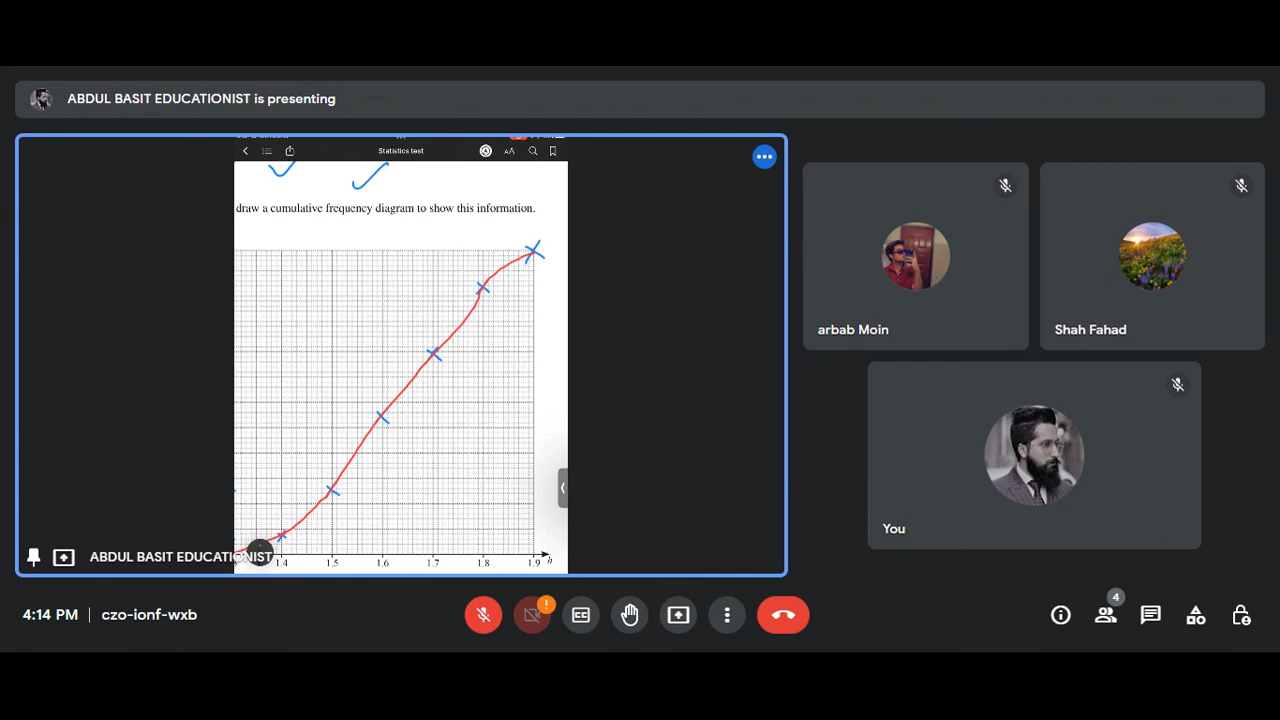 ABDUL BASIT EDUCATIONIST is presenting
Statistics test
AA
draw a cumulative frequency diagram to show this information.
1.4 1.5 1.6 1.7 1.8 1.9 h
ABDUL BASIT EDUCATIONIST
arbab Moin
Shah Fahad
You
4:14 PM | czo-ionf-wxb
CC
4